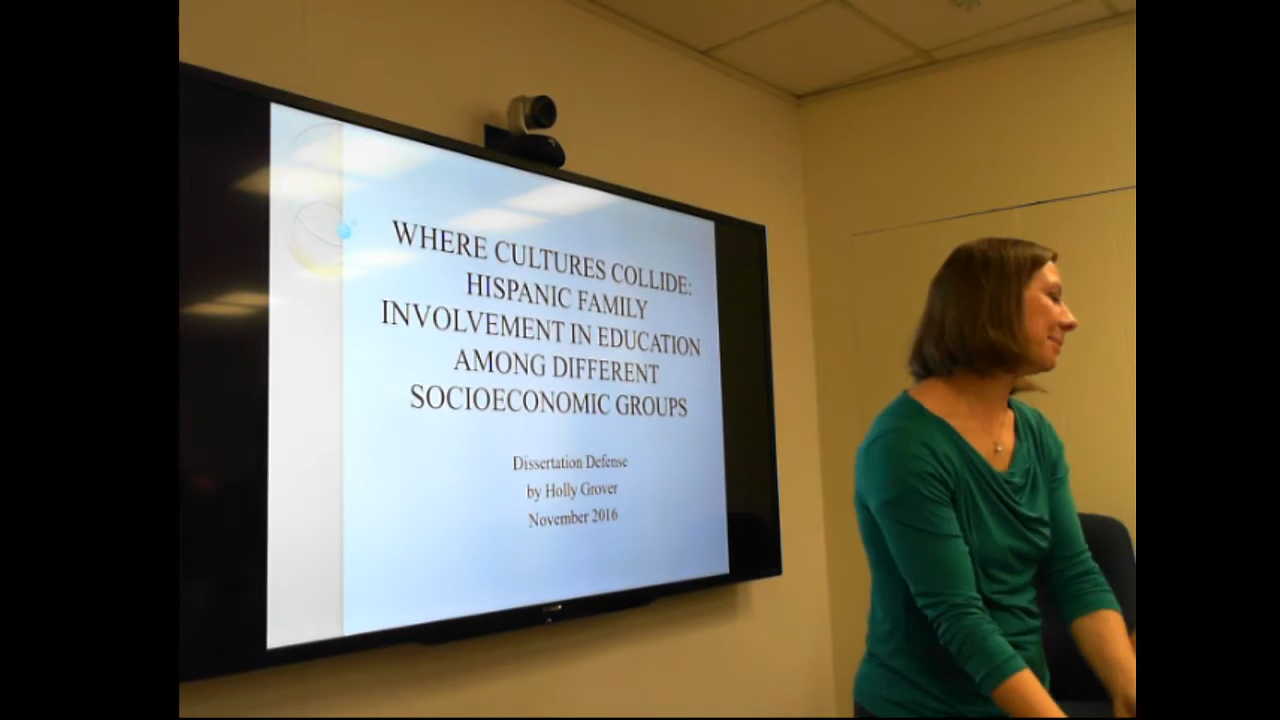 WHERE CULTURES COLLIDE:
HISPANIC FAMILY
INVOLVEMENT IN EDUCATION
AMONG DIFFERENT
SOCIOECONOMIC GROUPS
Dissertation Defense
by Holly Grover
November 2016